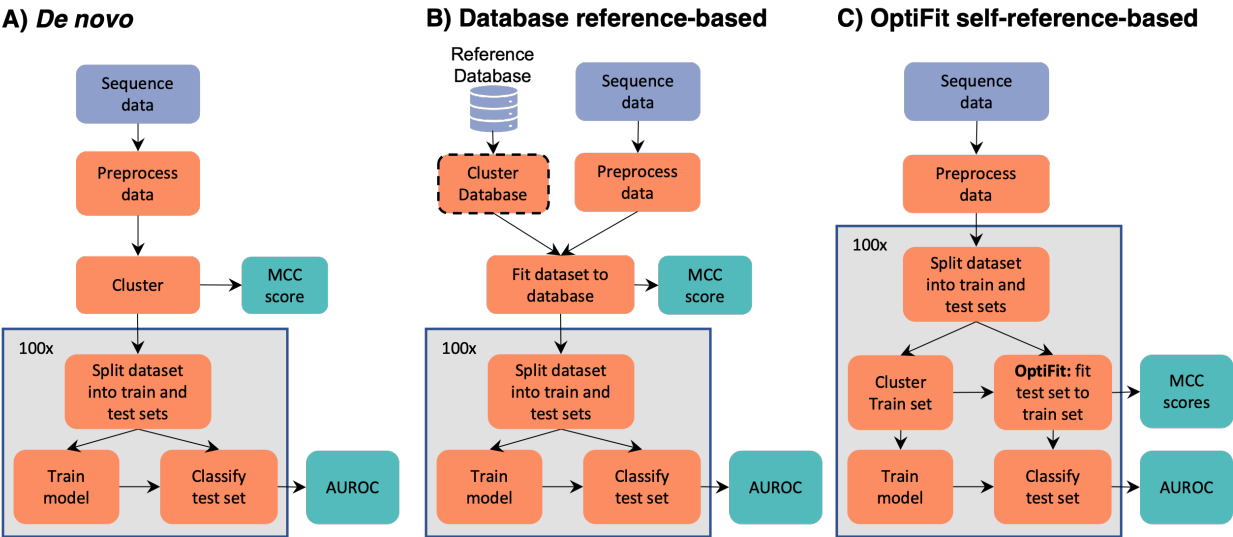 A) De novo
Sequence
data
Preprocess
data
Cluster
MCC
score
100x
Split dataset
into train and
test sets
Train
model
Classify
test set
AUROC
B) Database reference-based
Reference
Database
Sequence
data
Cluster
Database
Preprocess
data
Fit dataset to
database
MCC
score
100x
Split dataset
into train and
test sets
Train
model
Classify
test set
AUROC
C) OptiFit self-reference-based
Sequence
data
Preprocess
data
100x
Split dataset
into train and
test sets
Cluster
Train set
OptiFit: fit
test set to
train set
MCC
scores
Train
model
Classify
test set
AUROC